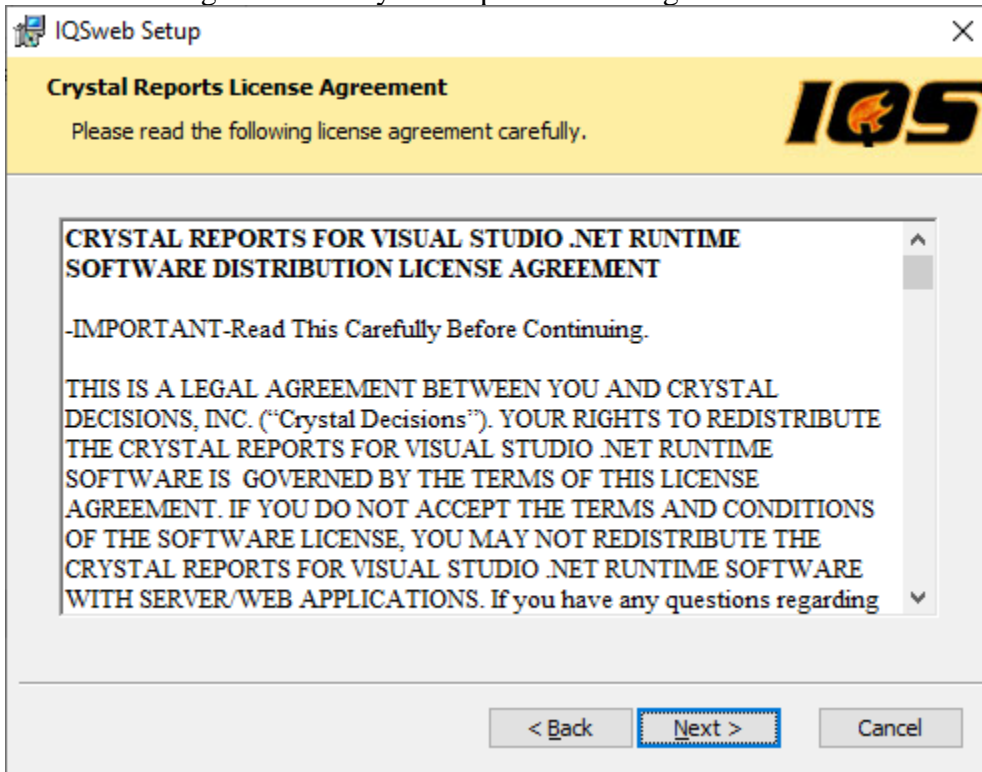 IQSweb Setup
Crystal Reports License Agreement
IQS
Please read the following license agreement carefully.
CRYSTAL REPORTS FOR VISUAL STUDIO .NET RUNTIME
SOFTWARE DISTRIBUTION LICENSE AGREEMENT
-IMPORTANT-Read This Carefully Before Continuing.
THIS IS A LEGAL AGREEMENT BETWEEN YOU AND CRYSTAL
DECISIONS, INC. (“Crystal Decisions”). YOUR RIGHTS TO REDISTRIBUTE
THE CRYSTAL REPORTS FOR VISUAL STUDIO .NET RUNTIME
SOFTWARE IS  GOVERNED BY THE TERMS OF THIS LICENSE
AGREEMENT. IF YOU DO NOT ACCEPT THE TERMS AND CONDITIONS
OF THE SOFTWARE LICENSE, YOU MAY NOT REDISTRIBUTE THE
CRYSTAL REPORTS FOR VISUAL STUDIO .NET RUNTIME SOFTWARE
WITH SERVER/WEB APPLICATIONS. If you have any questions regarding
< Back
Next >
Cancel